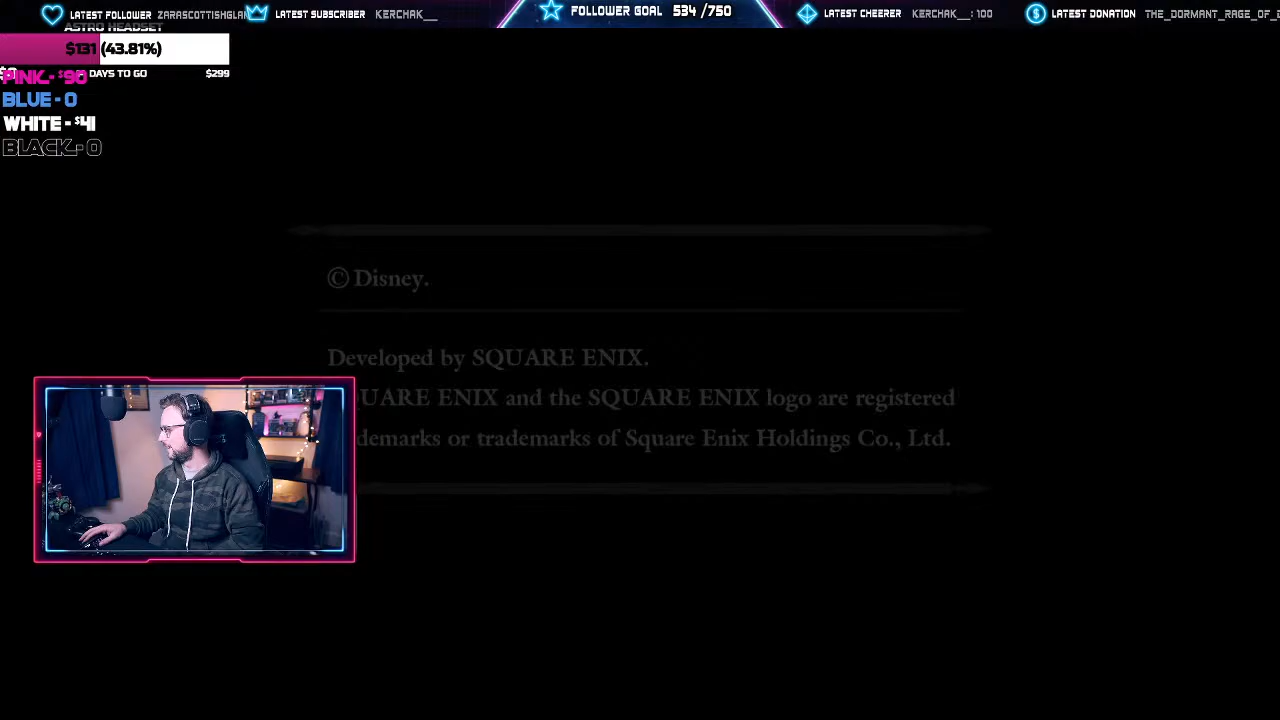 LATEST FOLLOWER ZARASCOTTISHGLAM
LATEST SUBSCRIBER KERCHAK__
FOLLOWER GOAL 534 /750
LATEST CHEERER KERCHAK__: 100
LATEST DONATION THE_DORMANT_RAGE_OF_
ASTRO HEADSET
$131 (43.81%)
DAYS TO GO $299
PINK - $90
BLUE - 0
WHITE - $41
BLACK - 0
© Disney.
Developed by SQUARE ENIX.
UARE ENIX and the SQUARE ENIX logo are registered
demarks or trademarks of Square Enix Holdings Co., Ltd.